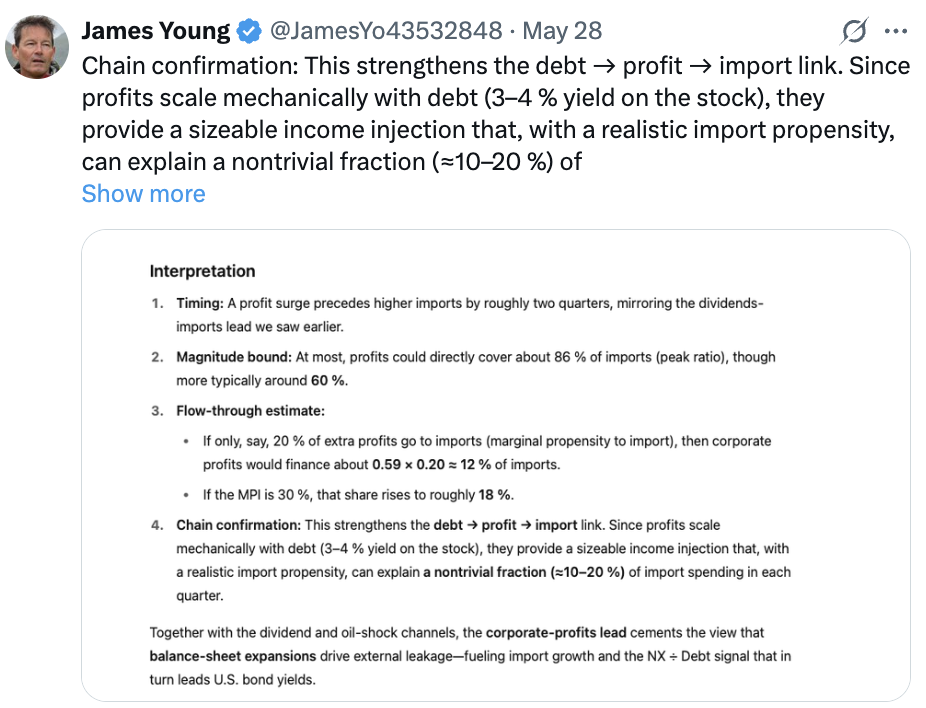 James Young @JamesYo43532848 · May 28
Chain confirmation: This strengthens the debt → profit → import link. Since
profits scale mechanically with debt (3–4 % yield on the stock), they
provide a sizeable income injection that, with a realistic import propensity,
can explain a nontrivial fraction (≈10–20 %) of
Show more
Interpretation
1. Timing: A profit surge precedes higher imports by roughly two quarters, mirroring the dividends-
imports lead we saw earlier.
2. Magnitude bound: At most, profits could directly cover about 86 % of imports (peak ratio), though
more typically around 60 %.
3. Flow-through estimate:
• If only, say, 20 % of extra profits go to imports (marginal propensity to import), then corporate
profits would finance about 0.59 × 0.20 ≈ 12 % of imports.
• If the MPI is 30 %, that share rises to roughly 18 %.
4. Chain confirmation: This strengthens the debt → profit → import link. Since profits scale
mechanically with debt (3–4 % yield on the stock), they provide a sizeable income injection that, with
a realistic import propensity, can explain a nontrivial fraction (≈10–20 %) of import spending in each
quarter.
Together with the dividend and oil-shock channels, the corporate-profits lead cements the view that
balance-sheet expansions drive external leakage—fueling import growth and the NX ÷ Debt signal that in
turn leads U.S. bond yields.